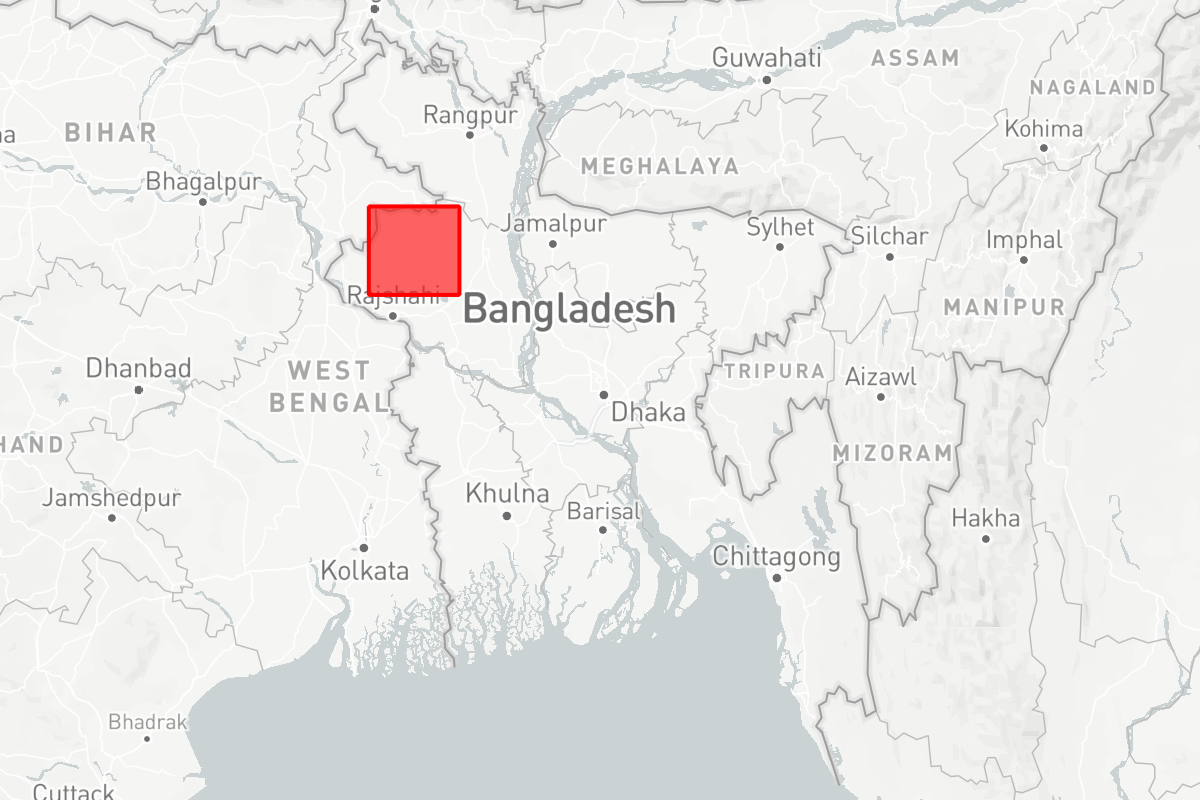 Guwahati
ASSAM
NAGALAND
Rangpur
BIHAR
Kohima
MEGHALAYA
Bhagalpur
Jamalpur
Sylhet
Silchar
Imphal
Rajshahi
Bangladesh
MANIPUR
Dhanbad
WEST
BENGAL
TRIPURA
Aizawl
Dhaka
HAND
MIZORAM
Jamshedpur
Khulna
Barisal
Hakha
Kolkata
Chittagong
Bhadrak
Cuttack